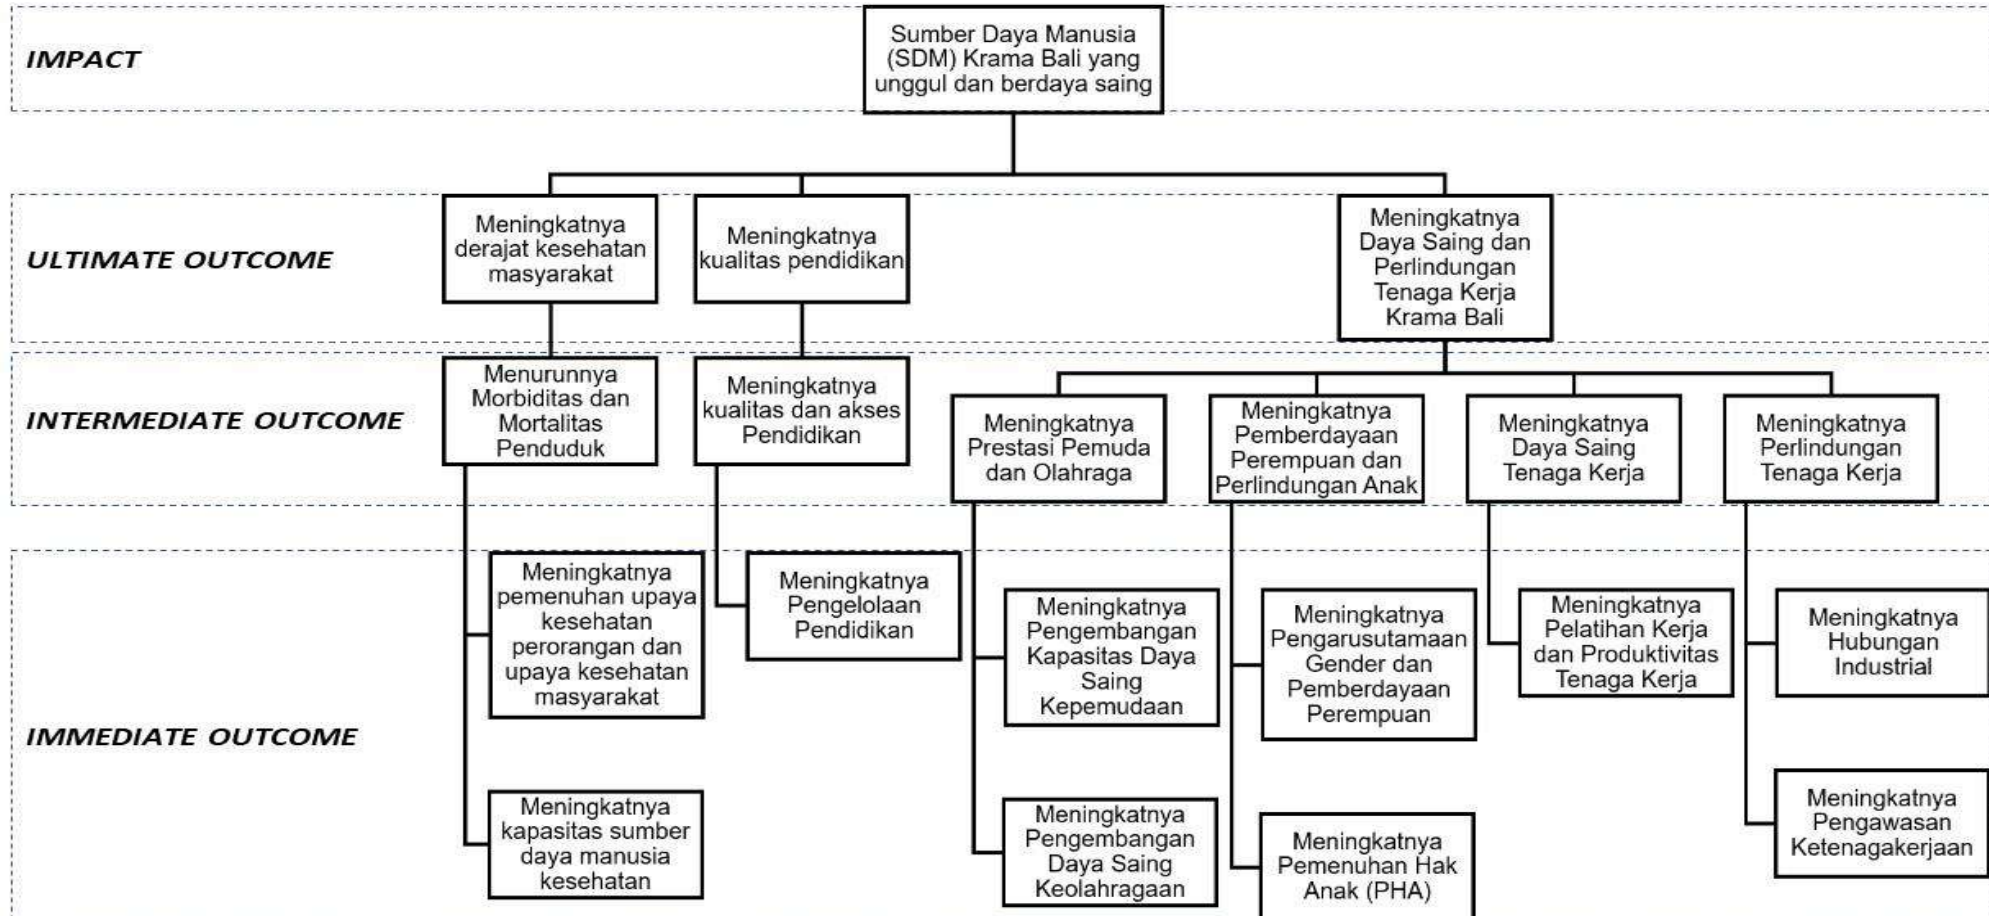 IMPACT
Sumber Daya Manusia
(SDM) Krama Bali yang
unggul dan berdaya saing
ULTIMATE OUTCOME
Meningkatnya
derajat kesehatan
masyarakat
Meningkatnya
kualitas pendidikan
Meningkatnya
Daya Saing dan
Perlindungan
Tenaga Kerja
Krama Bali
INTERMEDIATE OUTCOME
Menurunnya
Morbiditas dan
Mortalitas
Penduduk
Meningkatnya
kualitas dan akses
Pendidikan
Meningkatnya
Prestasi Pemuda
dan Olahraga
Meningkatnya
Pemberdayaan
Perempuan dan
Perlindungan Anak
Meningkatnya
Daya Saing
Tenaga Kerja
Meningkatnya
Perlindungan
Tenaga Kerja
IMMEDIATE OUTCOME
Meningkatnya
pemenuhan upaya
kesehatan
perorangan dan
upaya kesehatan
masyarakat
Meningkatnya
Pengelolaan
Pendidikan
Meningkatnya
Pengembangan
Kapasitas Daya
Saing
Kepemudaan
Meningkatnya
Pengarusutamaan
Gender dan
Pemberdayaan
Perempuan
Meningkatnya
Pelatihan Kerja
dan Produktivitas
Tenaga Kerja
Meningkatnya
Hubungan
Industrial
Meningkatnya
kapasitas sumber
daya manusia
kesehatan
Meningkatnya
Pengembangan
Daya Saing
Keolahragaan
Meningkatnya
Pemenuhan Hak
Anak (PHA)
Meningkatnya
Pengawasan
Ketenagakerjaan